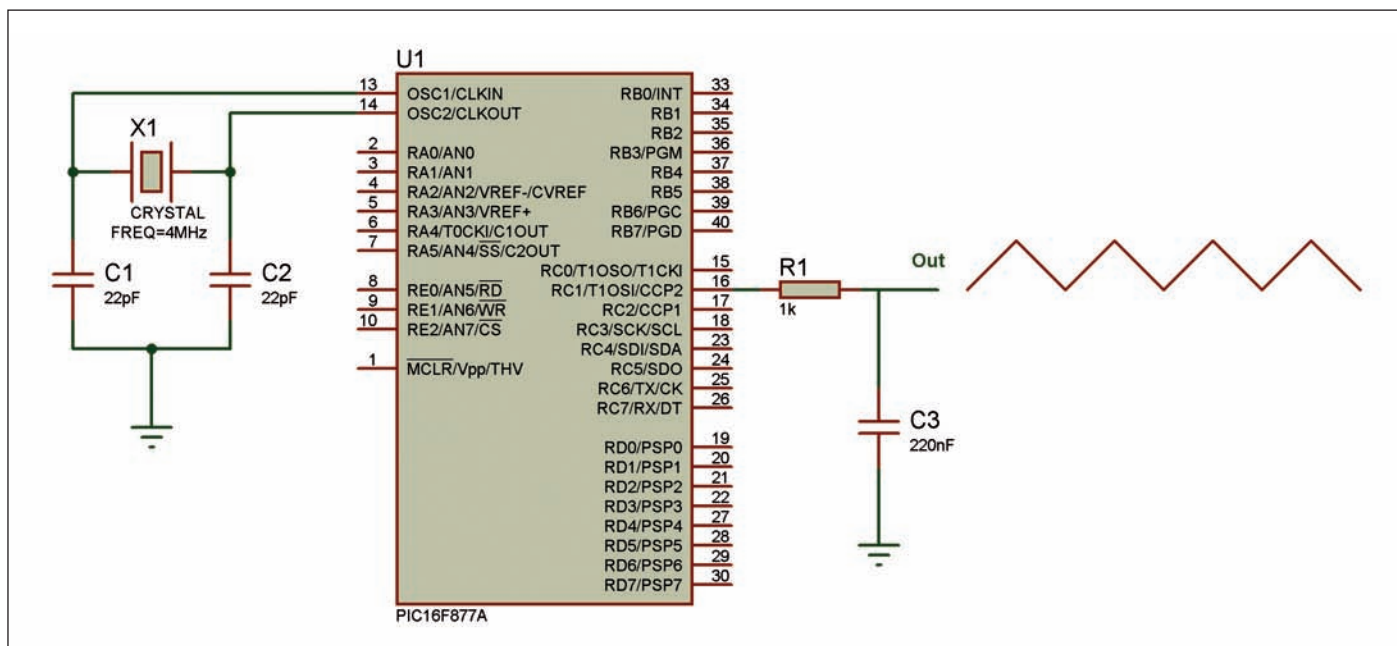 U1
13 OSC1/CLKIN
14 OSC2/CLKOUT
2 RA0/AN0
3 RA1/AN1
4 RA2/AN2/VREF-/CVREF
5 RA3/AN3/VREF+
6 RA4/T0CKI/C1OUT
7 RA5/AN4/SS/C2OUT
8 RE0/AN5/RD
9 RE1/AN6/WR
10 RE2/AN7/CS
1 MCLR/Vpp/THV
RB0/INT 33
RB1 34
RB2 35
RB3/PGM 36
RB4 37
RB5 38
RB6/PGC 39
RB7/PGD 40
RC0/T1OSO/T1CKI 15
RC1/T1OSI/CCP2 16
RC2/CCP1 17
RC3/SCK/SCL 18
RC4/SDI/SDA 23
RC5/SDO 24
RC6/TX/CK 25
RC7/RX/DT 26
RD0/PSP0 19
RD1/PSP1 20
RD2/PSP2 21
RD3/PSP3 22
RD4/PSP4 27
RD5/PSP5 28
RD6/PSP6 29
RD7/PSP7 30
PIC16F877A
X1
CRYSTAL
FREQ=4MHz
C1
22pF
C2
22pF
R1
1k
Out
C3
220nF